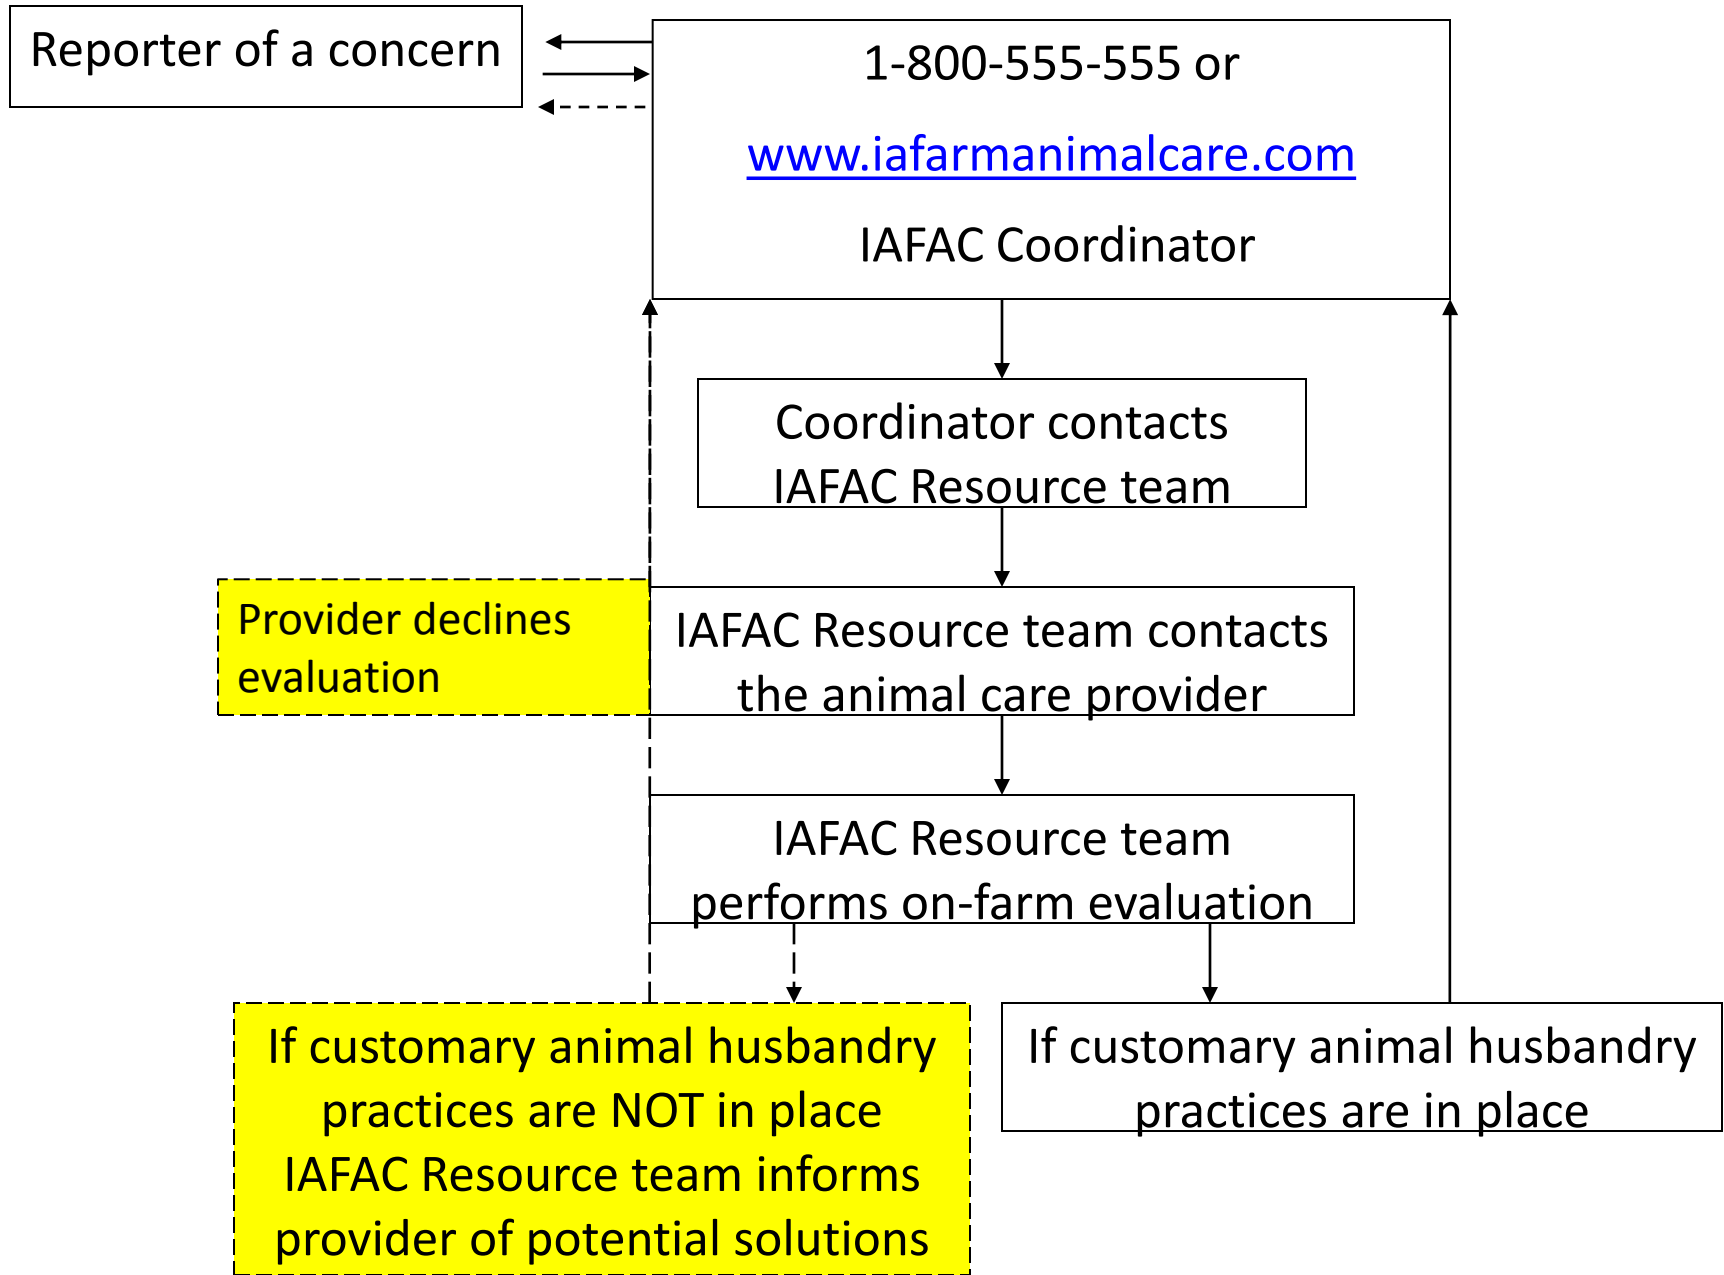 Reporter of a concern
1-800-555-555 or
www.iafarmanimalcare.com
IAFAC Coordinator
Coordinator contacts
IAFAC Resource team
Provider declines
evaluation
IAFAC Resource team contacts
the animal care provider
IAFAC Resource team
performs on-farm evaluation
If customary animal husbandry
practices are NOT in place
IAFAC Resource team informs
provider of potential solutions
If customary animal husbandry
practices are in place